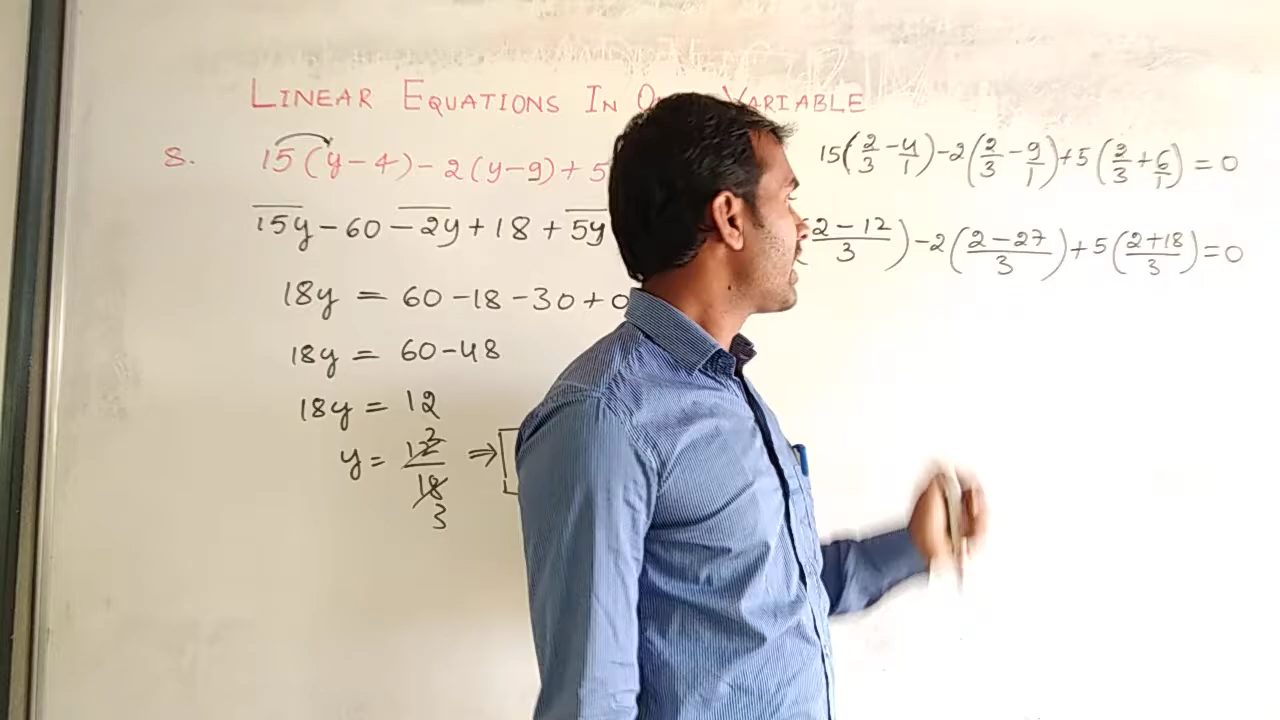 LINEAR EQUATIONS IN VARIABLE
8. 15(y-4)-2(y-9)+5
15y-60-2y+18+5y
18y = 60-18-30+0
18y = 60-48
18y = 12
y = 12/18 2 3 ⇒
15(2/3-4/1)-2(2/3-9/1)+5(2/3+6/1)=0
(2-12/3)-2(2-27/3)+5(2+18/3)=0